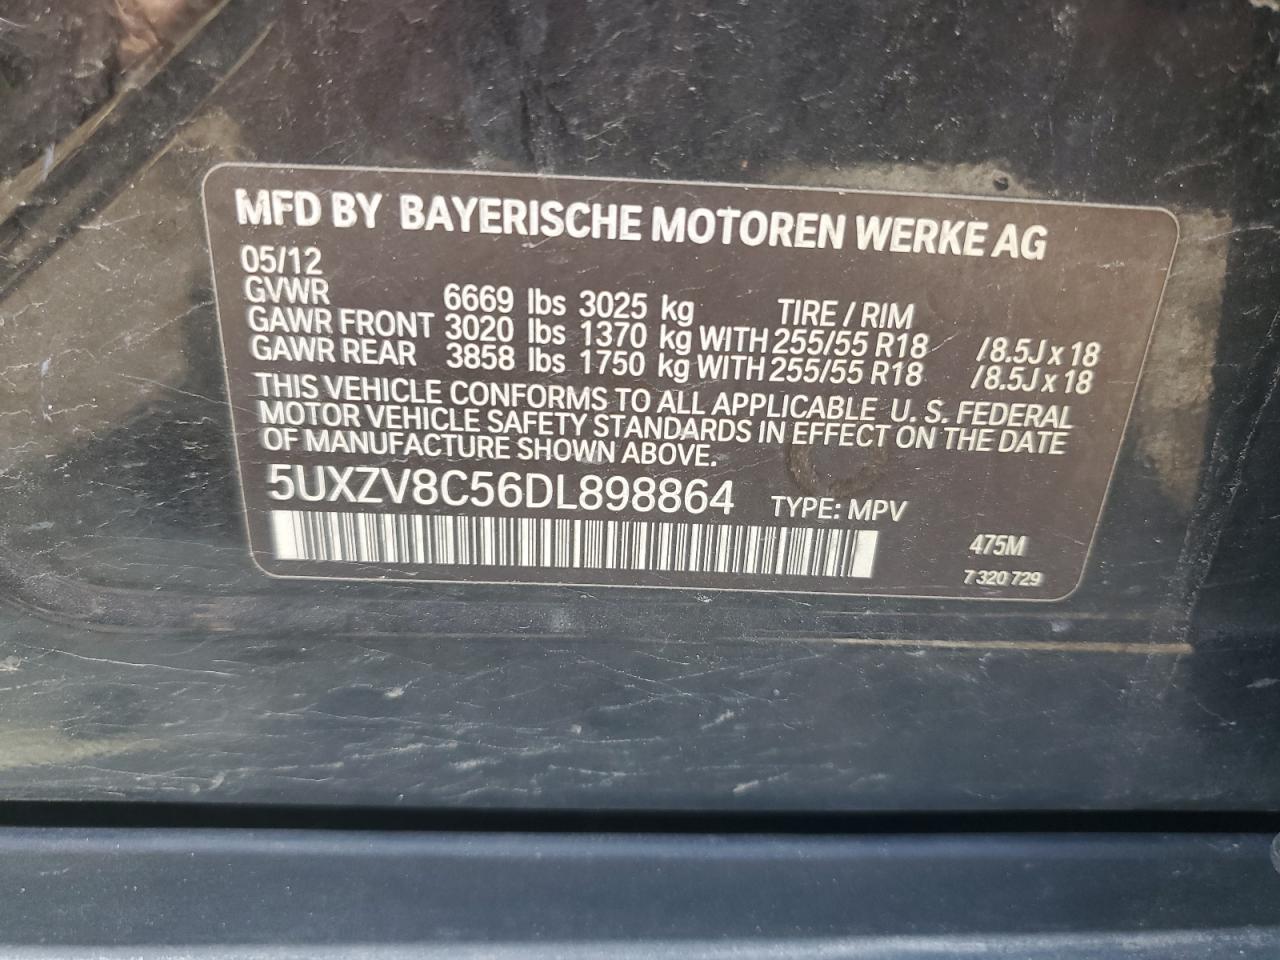 MFD BY BAYERISCHE MOTOREN WERKE AG
05/12
GVWR 6669 lbs 3025 kg TIRE / RIM
GAWR FRONT 3020 lbs 1370 kg WITH 255/55 R18 /8.5J x 18
GAWR REAR 3858 lbs 1750 kg WITH 255/55 R18 /8.5J x 18
THIS VEHICLE CONFORMS TO ALL APPLICABLE U. S. FEDERAL
MOTOR VEHICLE SAFETY STANDARDS IN EFFECT ON THE DATE
OF MANUFACTURE SHOWN ABOVE.
5UXZV8C56DL898864 TYPE: MPV
475M
7 320 729